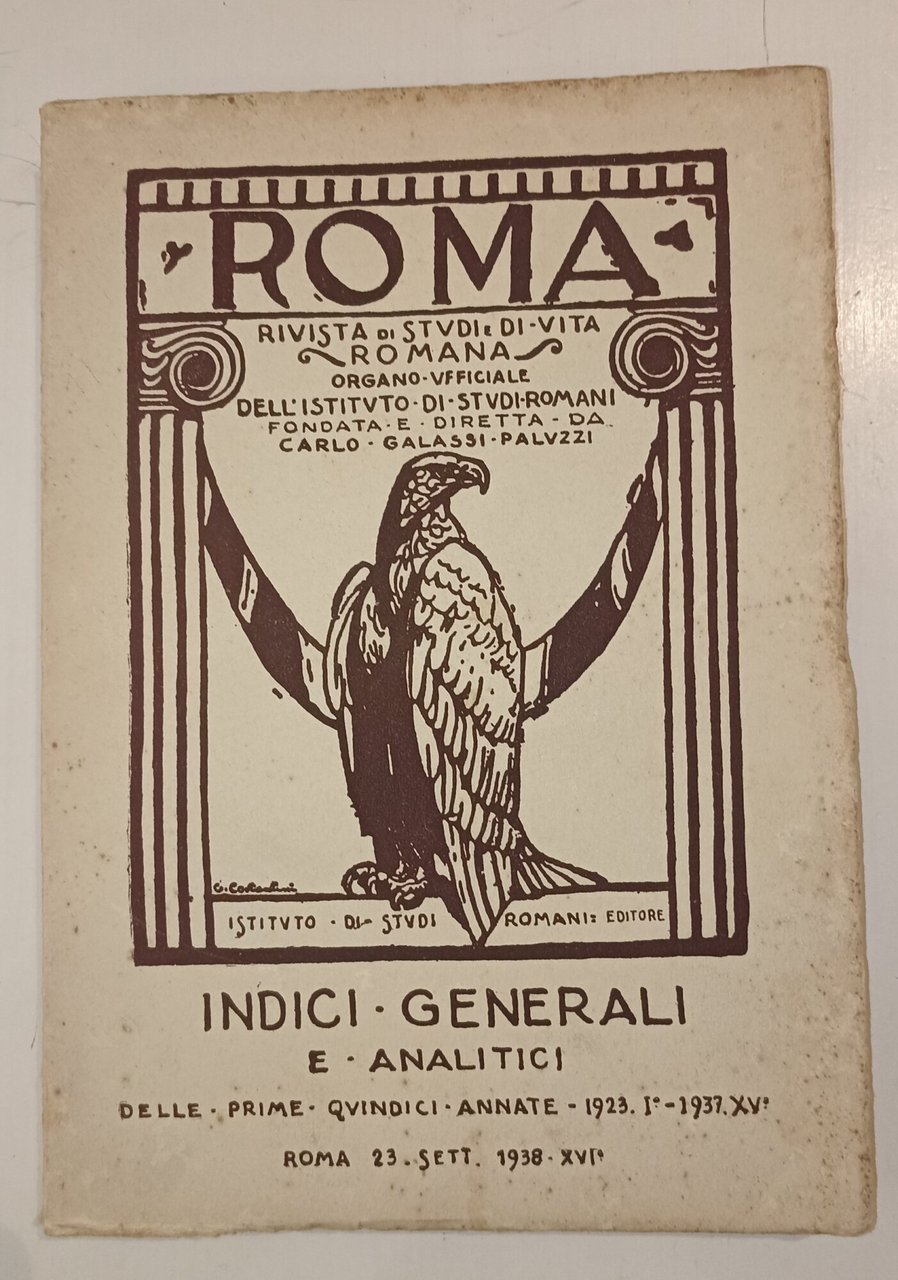 ROMA
RIVISTA DI STVDI E DI-VITA
ROMANA
ORGANO-VFFICIALE
DELL'ISTITVTO-DI-STVDI-ROMANI
FONDATA-E-DIRETTA-DA
CARLO-GALASSI-PALVZZI
ISTITVTO-DI-STVDI ROMANI: EDITORE
INDICI·GENERALI
E·ANALITICI
DELLE·PRIME·QVINDICI·ANNATE-1923. I°-1937. XV°
ROMA 23.SETT. 1938·XVI°